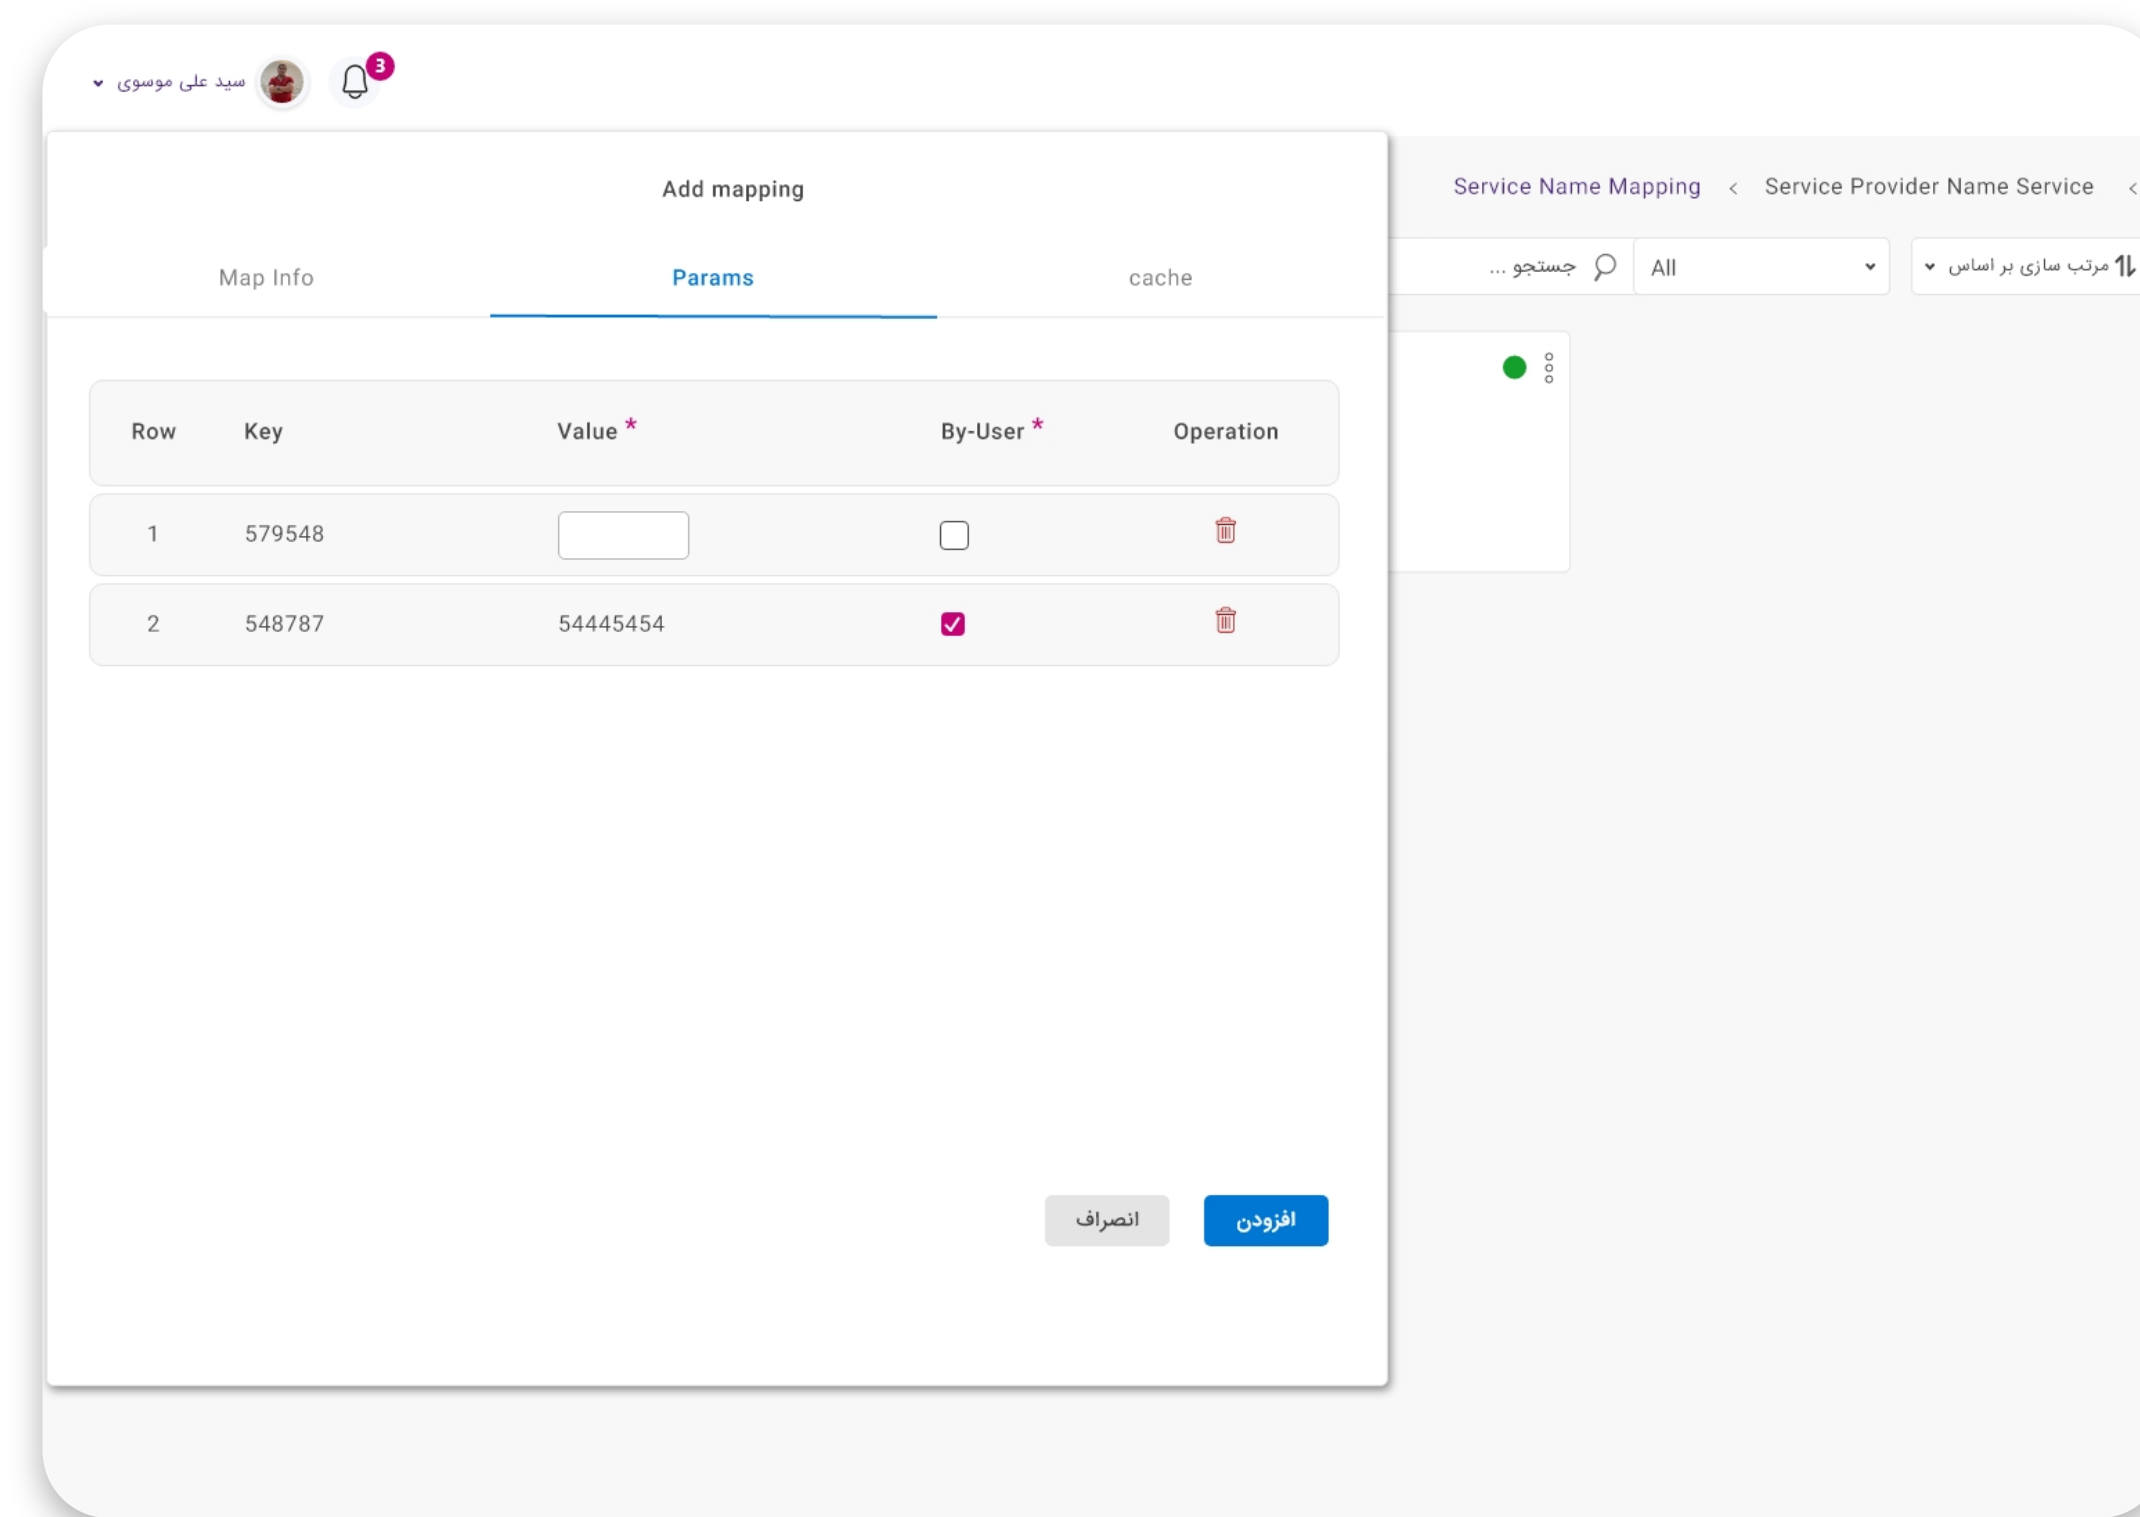 سید علی موسوی
3
Service Name Mapping < Service Provider Name Service <
جستجو ...
All
مرتب سازی بر اساس
Add mapping
Map Info
Params
cache
Row Key Value * By-User * Operation
1 579548
2 548787 54445454
افزودن
انصراف